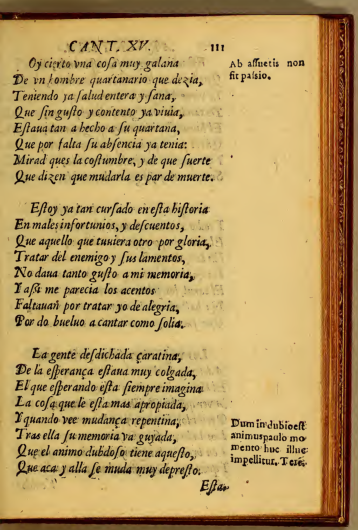 CANT. XV. 111
Oy cierto vna cosa muy galana
De vn hombre quartanario que dezia,
Teniendo ya salud entera y sana,
Que sin gusto y contento ya viuia,
Estaua tan a hecho a su quartana,
Que por falta su absencia ya tenia:
Mirad ques la costumbre, y de que suerte
Que dizen que mudarla es par de muerte.
Ab assuetis non
fit passio.
Estoy ya tan cursado en esta historia
En males infortunios, y descuentos,
Que aquello que tuuiera otro por gloria,
Tratar del enemigo y sus lamentos,
No daua tanto gusto a mi memoria,
Y assi me parecia los acentos
Faltauan por tratar yo de alegria,
Por do bueluo a cantar como solia.
La gente desdichada çaratina,
De la esperança estaua muy colgada,
El que esperando esta siempre imagina
La cosa que le esta mas apropiada,
Y quando vee mudança repentina,
Tras ella su memoria va guyada,
Que el animo dubdoso tiene aquesto,
Que aca y alla se muda muy depresto.
Dum in dubio est
animus paulo mo
mento huc illuc
impellitur. Tere.
Esta-